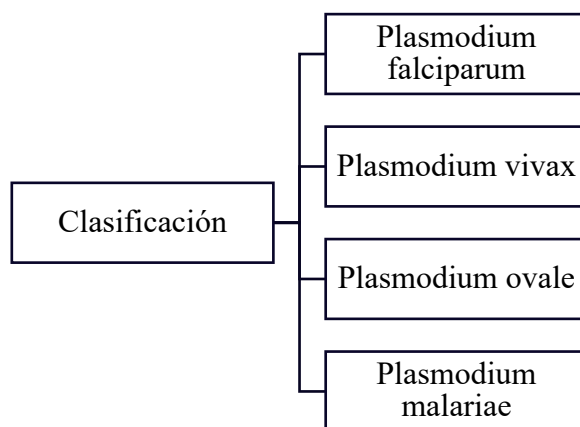 Clasificación
Plasmodium
falciparum
Plasmodium vivax
Plasmodium ovale
Plasmodium
malariae